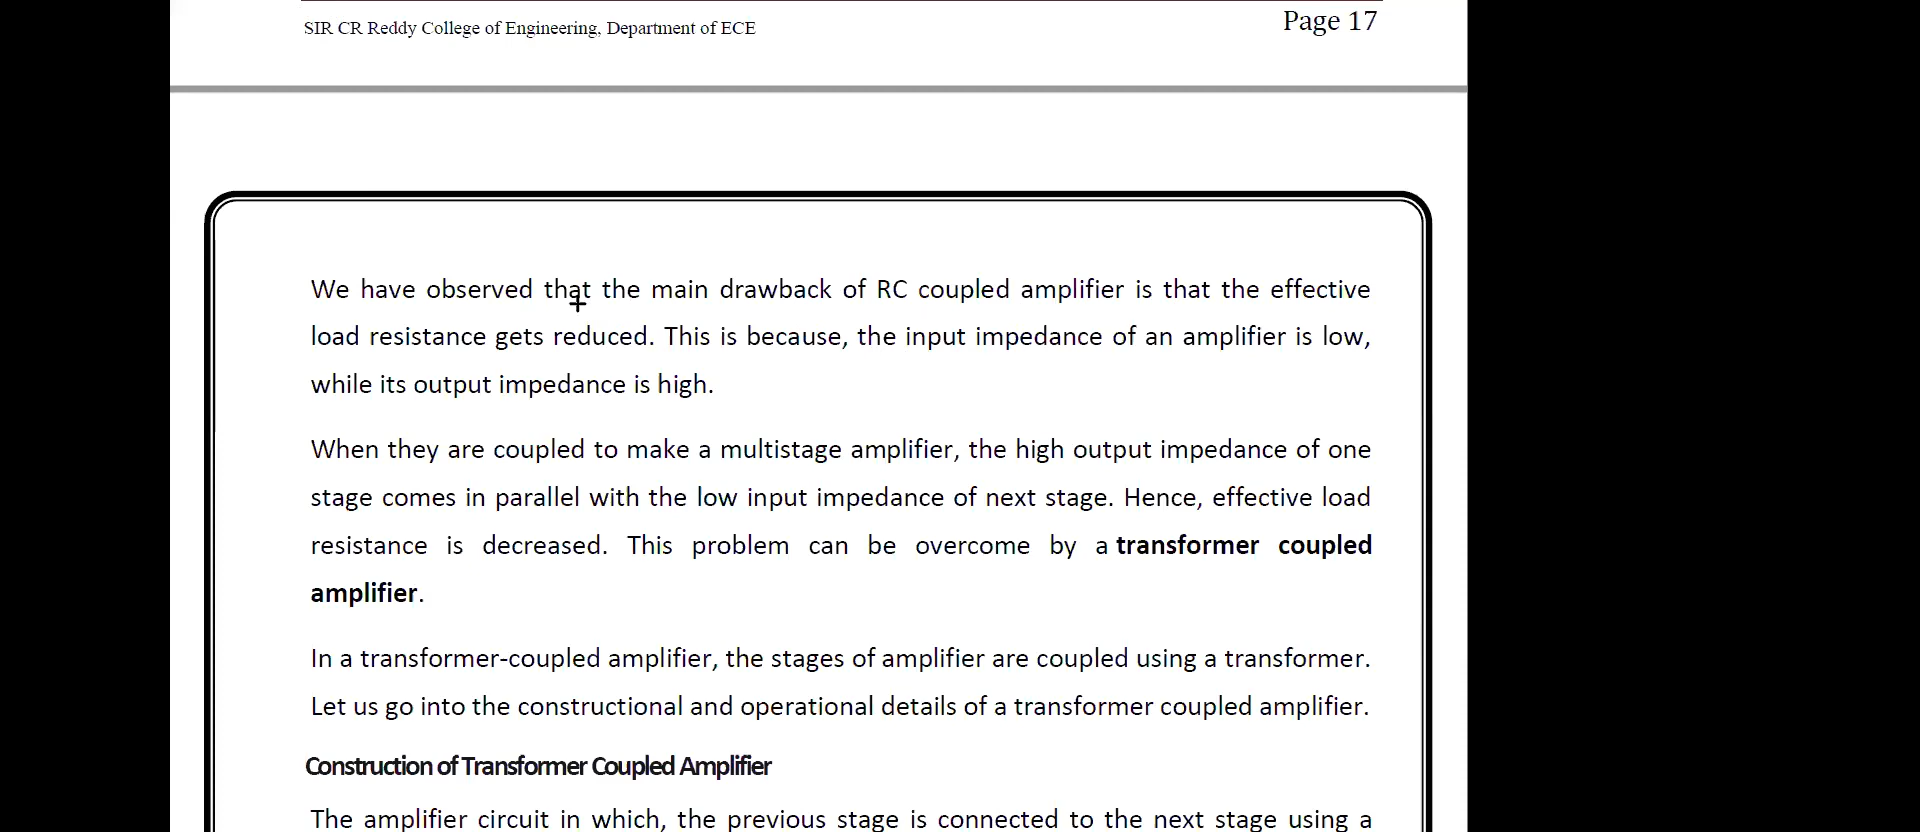 SIR CR Reddy College of Engineering, Department of ECE
Page 17
We have observed that the main drawback of RC coupled amplifier is that the effective
load resistance gets reduced. This is because, the input impedance of an amplifier is low,
while its output impedance is high.
When they are coupled to make a multistage amplifier, the high output impedance of one
stage comes in parallel with the low input impedance of next stage. Hence, effective load
resistance is decreased. This problem can be overcome by a transformer coupled
amplifier.
In a transformer-coupled amplifier, the stages of amplifier are coupled using a transformer.
Let us go into the constructional and operational details of a transformer coupled amplifier.
Construction of Transformer Coupled Amplifier
The amplifier circuit in which, the previous stage is connected to the next stage using a